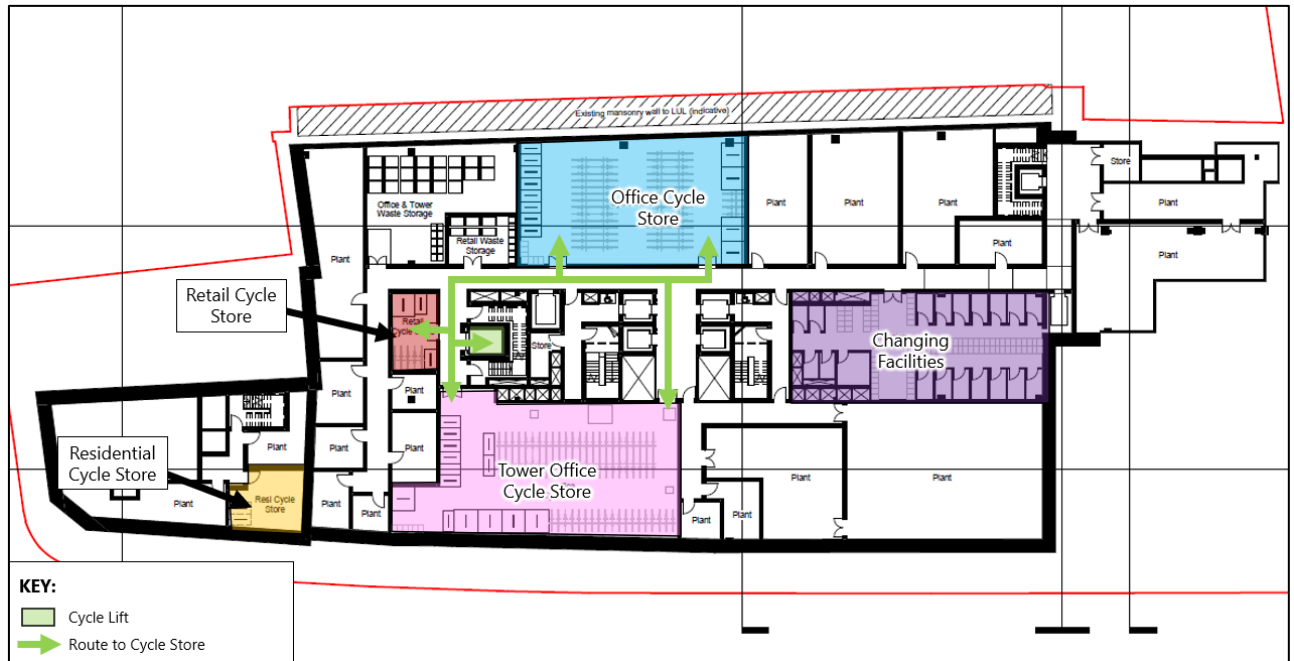 Existing masonry wall to LUL (indicative)
Office & Tower
Waste Storage
Retail Waste
Storage
Office Cycle
Store
Plant
Plant
Plant
Plant
Store
Plant
Plant
Retail Cycle
Store
Retail
Cycle
Store
Changing
Facilities
Plant
Plant
Plant
Plant
Residential
Cycle Store
Plant
Resi Cycle
Store
Plant
Plant
Plant
Tower Office
Cycle Store
Plant
Plant
Plant
Plant
KEY:
Cycle Lift
Route to Cycle Store